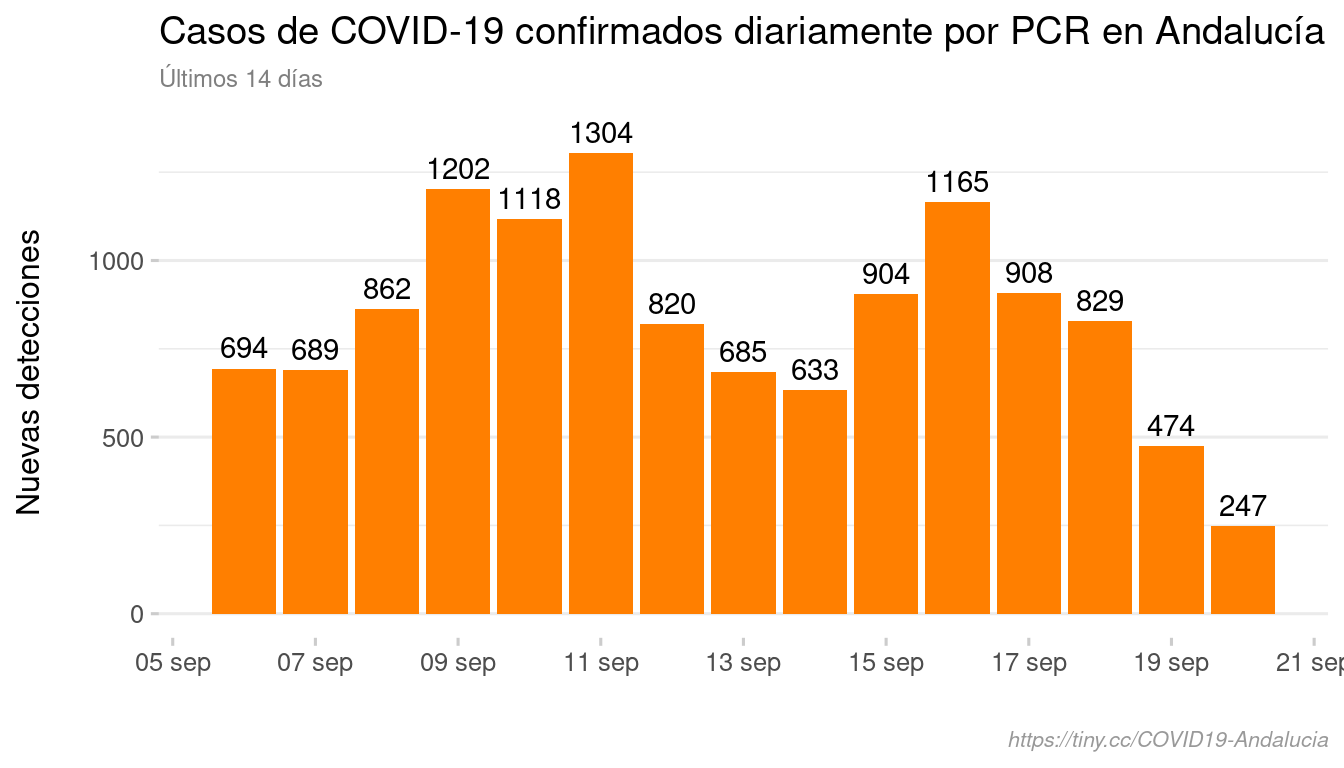 Casos de COVID-19 confirmados diariamente por PCR en Andalucía
Últimos 14 días
Nuevas detecciones
1304
1202
1118
1165
862
904
908
820
829
694
689
685
633
474
247
1000
500
0
05 sep
07 sep
09 sep
11 sep
13 sep
15 sep
17 sep
19 sep
21 sep
https://tiny.cc/COVID19-Andalucia